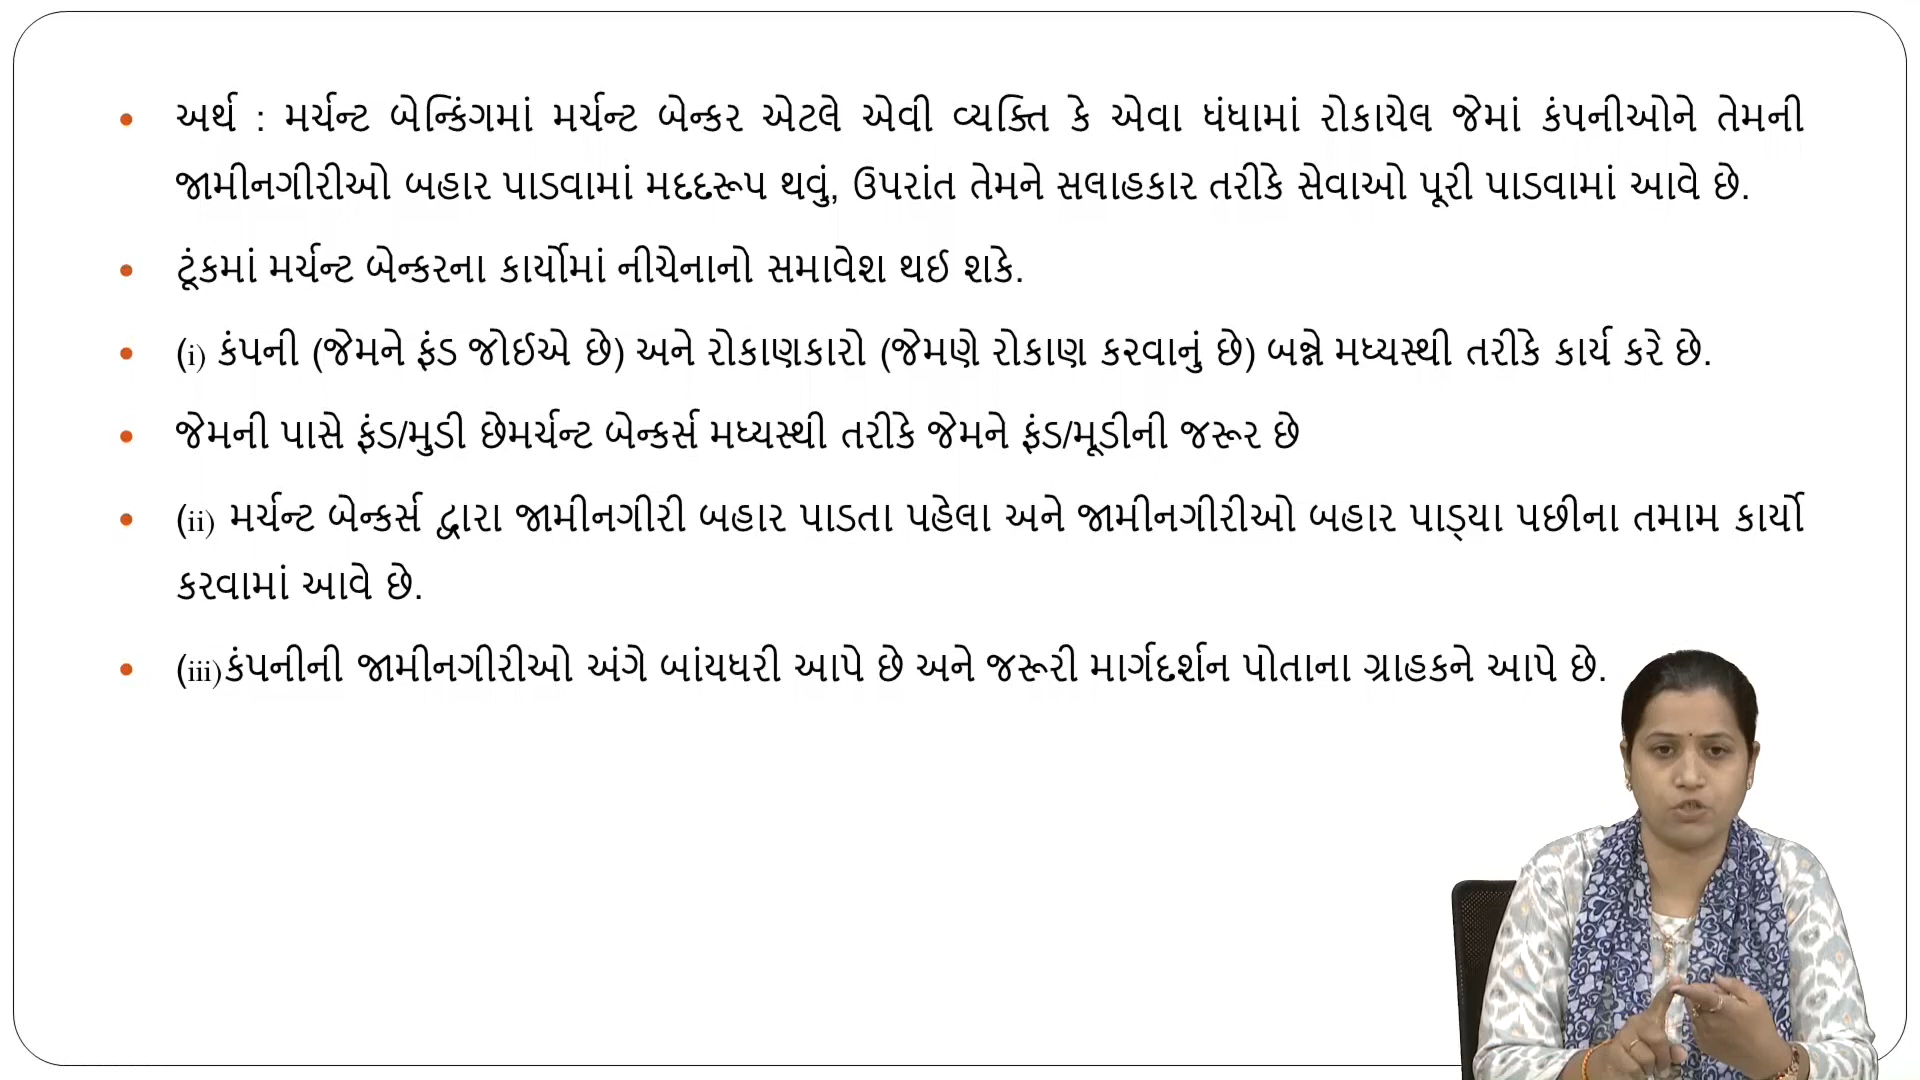 • અર્થ : મર્ચન્ટ બેન્કિંગમાં મર્ચન્ટ બેન્કર એટલે એવી વ્યક્તિ કે એવા ધંધામાં રોકાયેલ જેમાં કંપનીઓને તેમની
જામીનગીરીઓ બહાર પાડવામાં મદદરૂપ થવું, ઉપરાંત તેમને સલાહકાર તરીકે સેવાઓ પૂરી પાડવામાં આવે છે.
• ટૂંકમાં મર્ચન્ટ બેન્કરના કાર્યોમાં નીચેનાનો સમાવેશ થઈ શકે.
• (i) કંપની (જેમને ફંડ જોઈએ છે) અને રોકાણકારો (જેમણે રોકાણ કરવાનું છે) બન્ને મધ્યસ્થી તરીકે કાર્ય કરે છે.
• જેમની પાસે ફંડ/મુડી છેમર્ચન્ટ બેન્કર્સ મધ્યસ્થી તરીકે જેમને ફંડ/મૂડીની જરૂર છે
• (ii) મર્ચન્ટ બેન્કર્સ દ્વારા જામીનગીરી બહાર પાડતા પહેલા અને જામીનગીરીઓ બહાર પાડ્યા પછીના તમામ કાર્યો
કરવામાં આવે છે.
• (iii)કંપનીની જામીનગીરીઓ અંગે બાંયધરી આપે છે અને જરૂરી માર્ગદર્શન પોતાના ગ્રાહકને આપે છે.